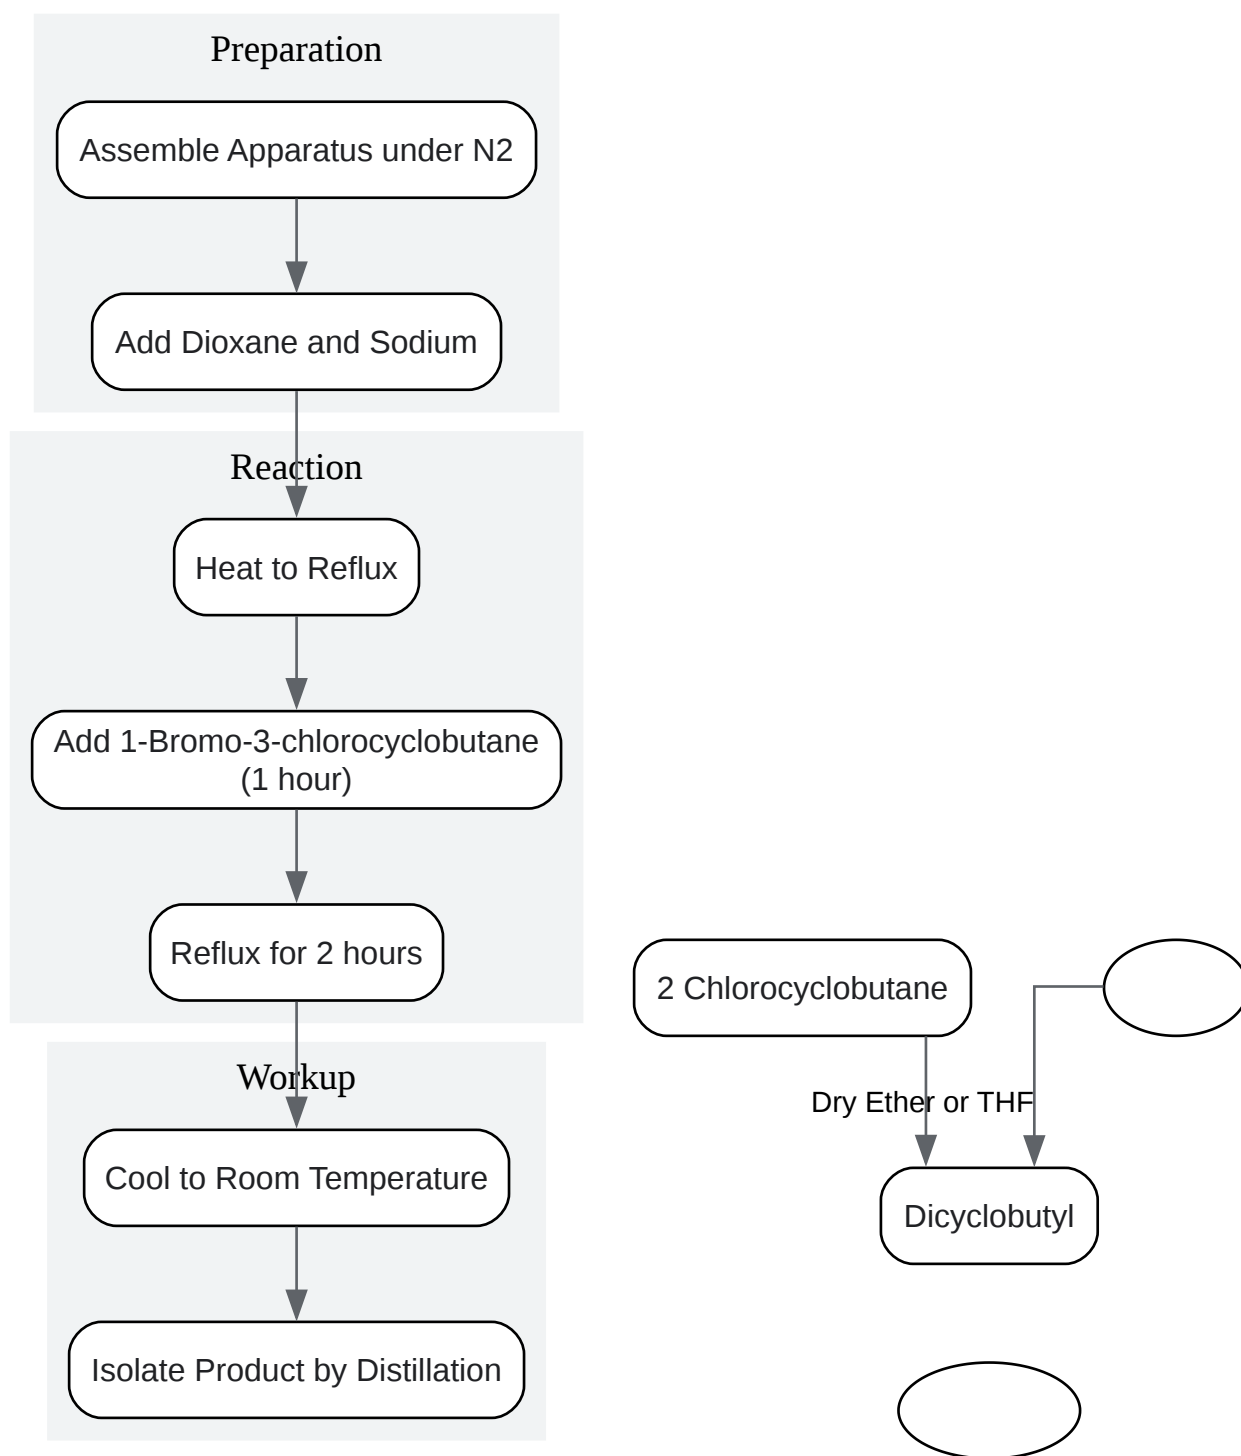 Preparation
Assemble Apparatus under N2
Add Dioxane and Sodium
Reaction
Heat to Reflux
Add 1-Bromo-3-chlorocyclobutane
(1 hour)
Reflux for 2 hours
Workup
Cool to Room Temperature
Isolate Product by Distillation
2 Chlorocyclobutane
Dry Ether or THF
Dicyclobutyl